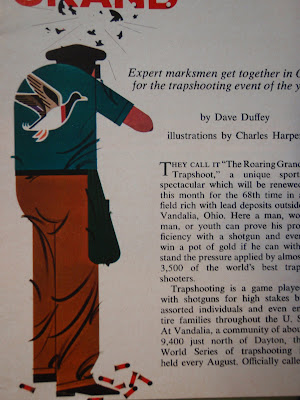 GRAND
Expert marksmen get together in
for the trapshooting event of the y
by Dave Duffey
illustrations by Charles Harper
THEY CALL IT "The Roaring Grand
Trapshoot," a unique sport
spectacular which will be renewed
this month for the 68th time in a
field rich with lead deposits outside
Vandalia, Ohio. Here a man, wo-
man, or youth can prove his pro-
ficiency with a shotgun and even
win a pot of gold if he can with-
stand the pressure applied by almost
3,500 of the world's best trap
shooters.
Trapshooting is a game played
with shotguns for high stakes by
assorted individuals and even en-
tire families throughout the U. S.
At Vandalia, a community of about
9,400 just north of Dayton, the
World Series of trapshooting
held every August. Officially calle